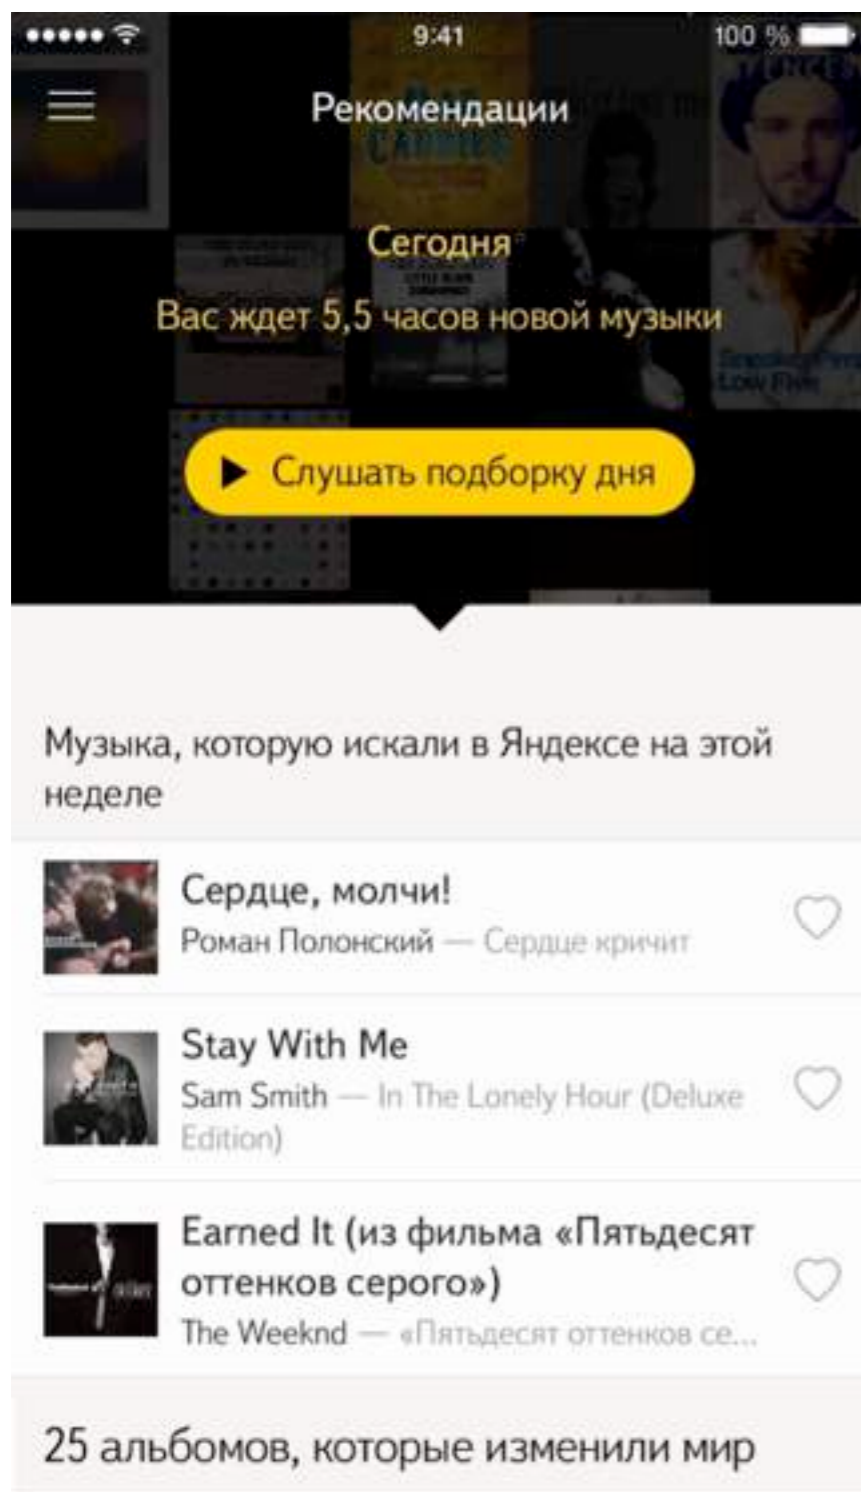 9:41
100 %
Рекомендации
Сегодня
Вас ждет 5,5 часов новой музыки
Слушать подборку дня
Музыка, которую искали в Яндексе на этой
неделе
Сердце, молчи!
Роман Полонский — Сердце кричит
Stay With Me
Sam Smith — In The Lonely Hour (Deluxe
Edition)
Earned It (из фильма «Пятьдесят
оттенков серого»)
The Weeknd — «Пятьдесят оттенков се...
25 альбомов, которые изменили мир